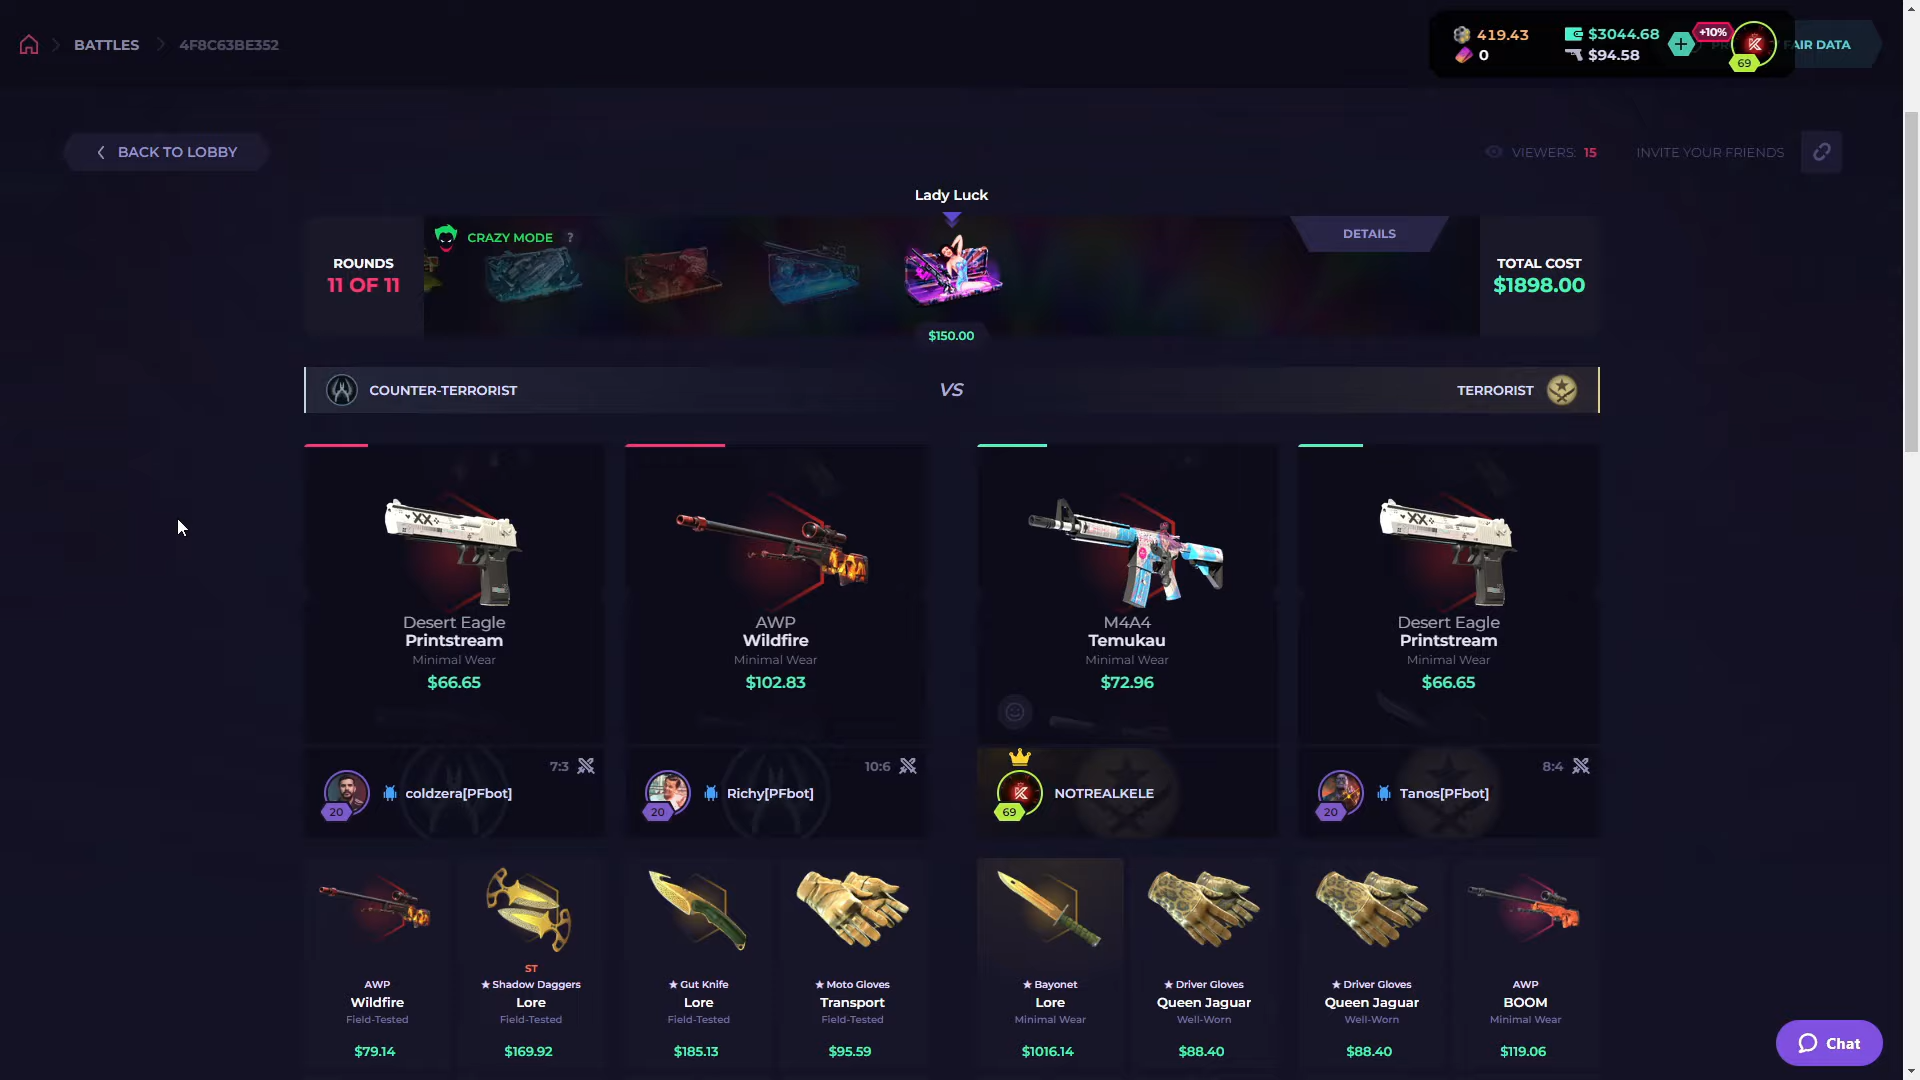 BATTLES
4F8C63BE352
419.43
0
$3044.68
$94.58
+10%
69
AIR DATA
BACK TO LOBBY
VIEWERS: 15
INVITE YOUR FRIENDS
Lady Luck
CRAZY MODE ?
DETAILS
ROUNDS
11 OF 11
TOTAL COST
$1898.00
$150.00
COUNTER-TERRORIST
VS
TERRORIST
Desert Eagle
Printstream
Minimal Wear
$66.65
AWP
Wildfire
Minimal Wear
$102.83
M4A4
Temukau
Minimal Wear
$72.96
Desert Eagle
Printstream
Minimal Wear
$66.65
7:3
coldzera[PFbot]
20
10:6
Richy[PFbot]
20
NOTREALKELE
69
8:4
Tanos[PFbot]
20
AWP
Wildfire
Field-Tested
$79.14
ST
★ Shadow Daggers
Lore
Field-Tested
$169.92
★ Gut Knife
Lore
Field-Tested
$185.13
★ Moto Gloves
Transport
Field-Tested
$95.59
★ Bayonet
Lore
Minimal Wear
$1016.14
★ Driver Gloves
Queen Jaguar
Well-Worn
$88.40
★ Driver Gloves
Queen Jaguar
Well-Worn
$88.40
AWP
BOOM
Minimal Wear
$119.06
Chat